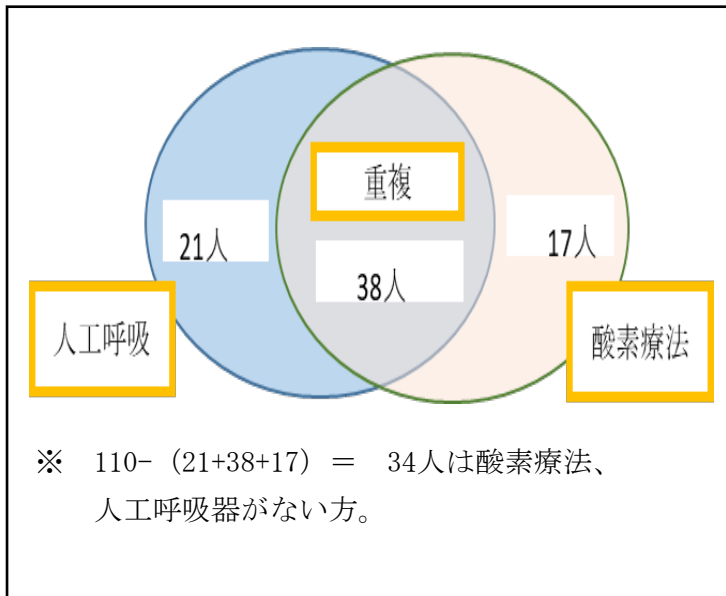 重複
21人
17人
38人
人工呼吸
酸素療法
※ 110-（21+38+17）＝ 34人は酸素療法、
人工呼吸器がない方。